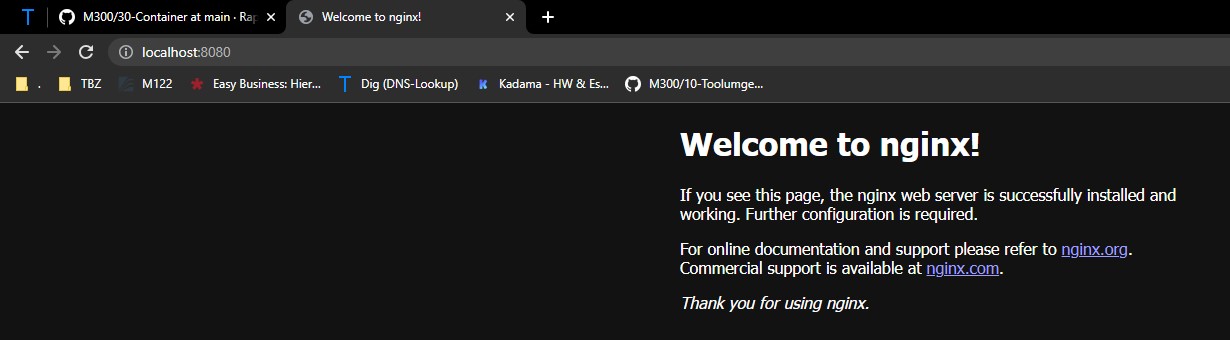 M300/30-Container at main · Rap
Welcome to nginx!
localhost:8080
.
TBZ
M122
Easy Business: Hier...
Dig (DNS-Lookup)
Kadama - HW & Es...
M300/10-Toolumge...
Welcome to nginx!
If you see this page, the nginx web server is successfully installed and
working. Further configuration is required.
For online documentation and support please refer to nginx.org.
Commercial support is available at nginx.com.
Thank you for using nginx.